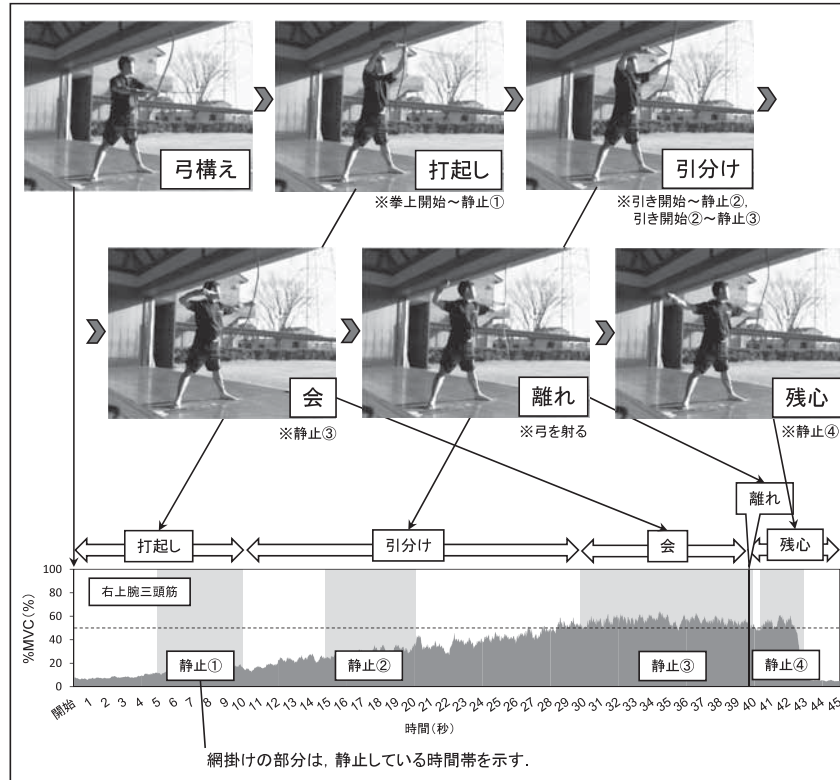 弓構え
打起し
引分け
※拳上開始～静止①
※引き開始～静止②,
引き開始②～静止③
会
離れ
残心
※静止③
※弓を射る
※静止④
離れ
打起し
引分け
会
残心
%MVC(%)
100
80
60
40
20
0
右上腕三頭筋
静止①
静止②
静止③
静止④
開始 1 2 3 4 5 6 7 8 9 10 11 12 13 14 15 16 17 18 19 20 21 22 24 25 26 27 28 29 30 31 32 33 34 35 36 37 38 39 40 41 42 43 44 45
時間(秒)
網掛けの部分は, 静止している時間帯を示す.